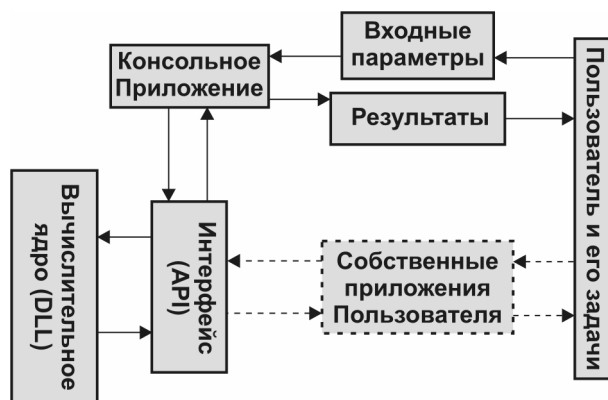 Входные
параметры
Консольное
Приложение
Результаты
Пользователь и его задачи
Вычислительное
ядро (DLL)
Интерфейс
(API)
Собственные
приложения
Пользователя